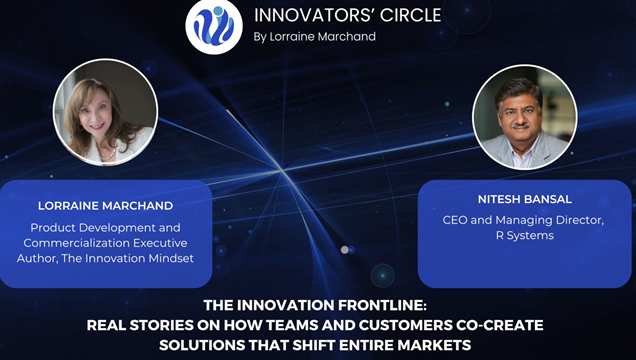 INNOVATORS' CIRCLE
By Lorraine Marchand
LORRAINE MARCHAND
Product Development and
Commercialization Executive
Author, The Innovation Mindset
NITESH BANSAL
CEO and Managing Director,
R Systems
THE INNOVATION FRONTLINE:
REAL STORIES ON HOW TEAMS AND CUSTOMERS CO-CREATE
SOLUTIONS THAT SHIFT ENTIRE MARKETS